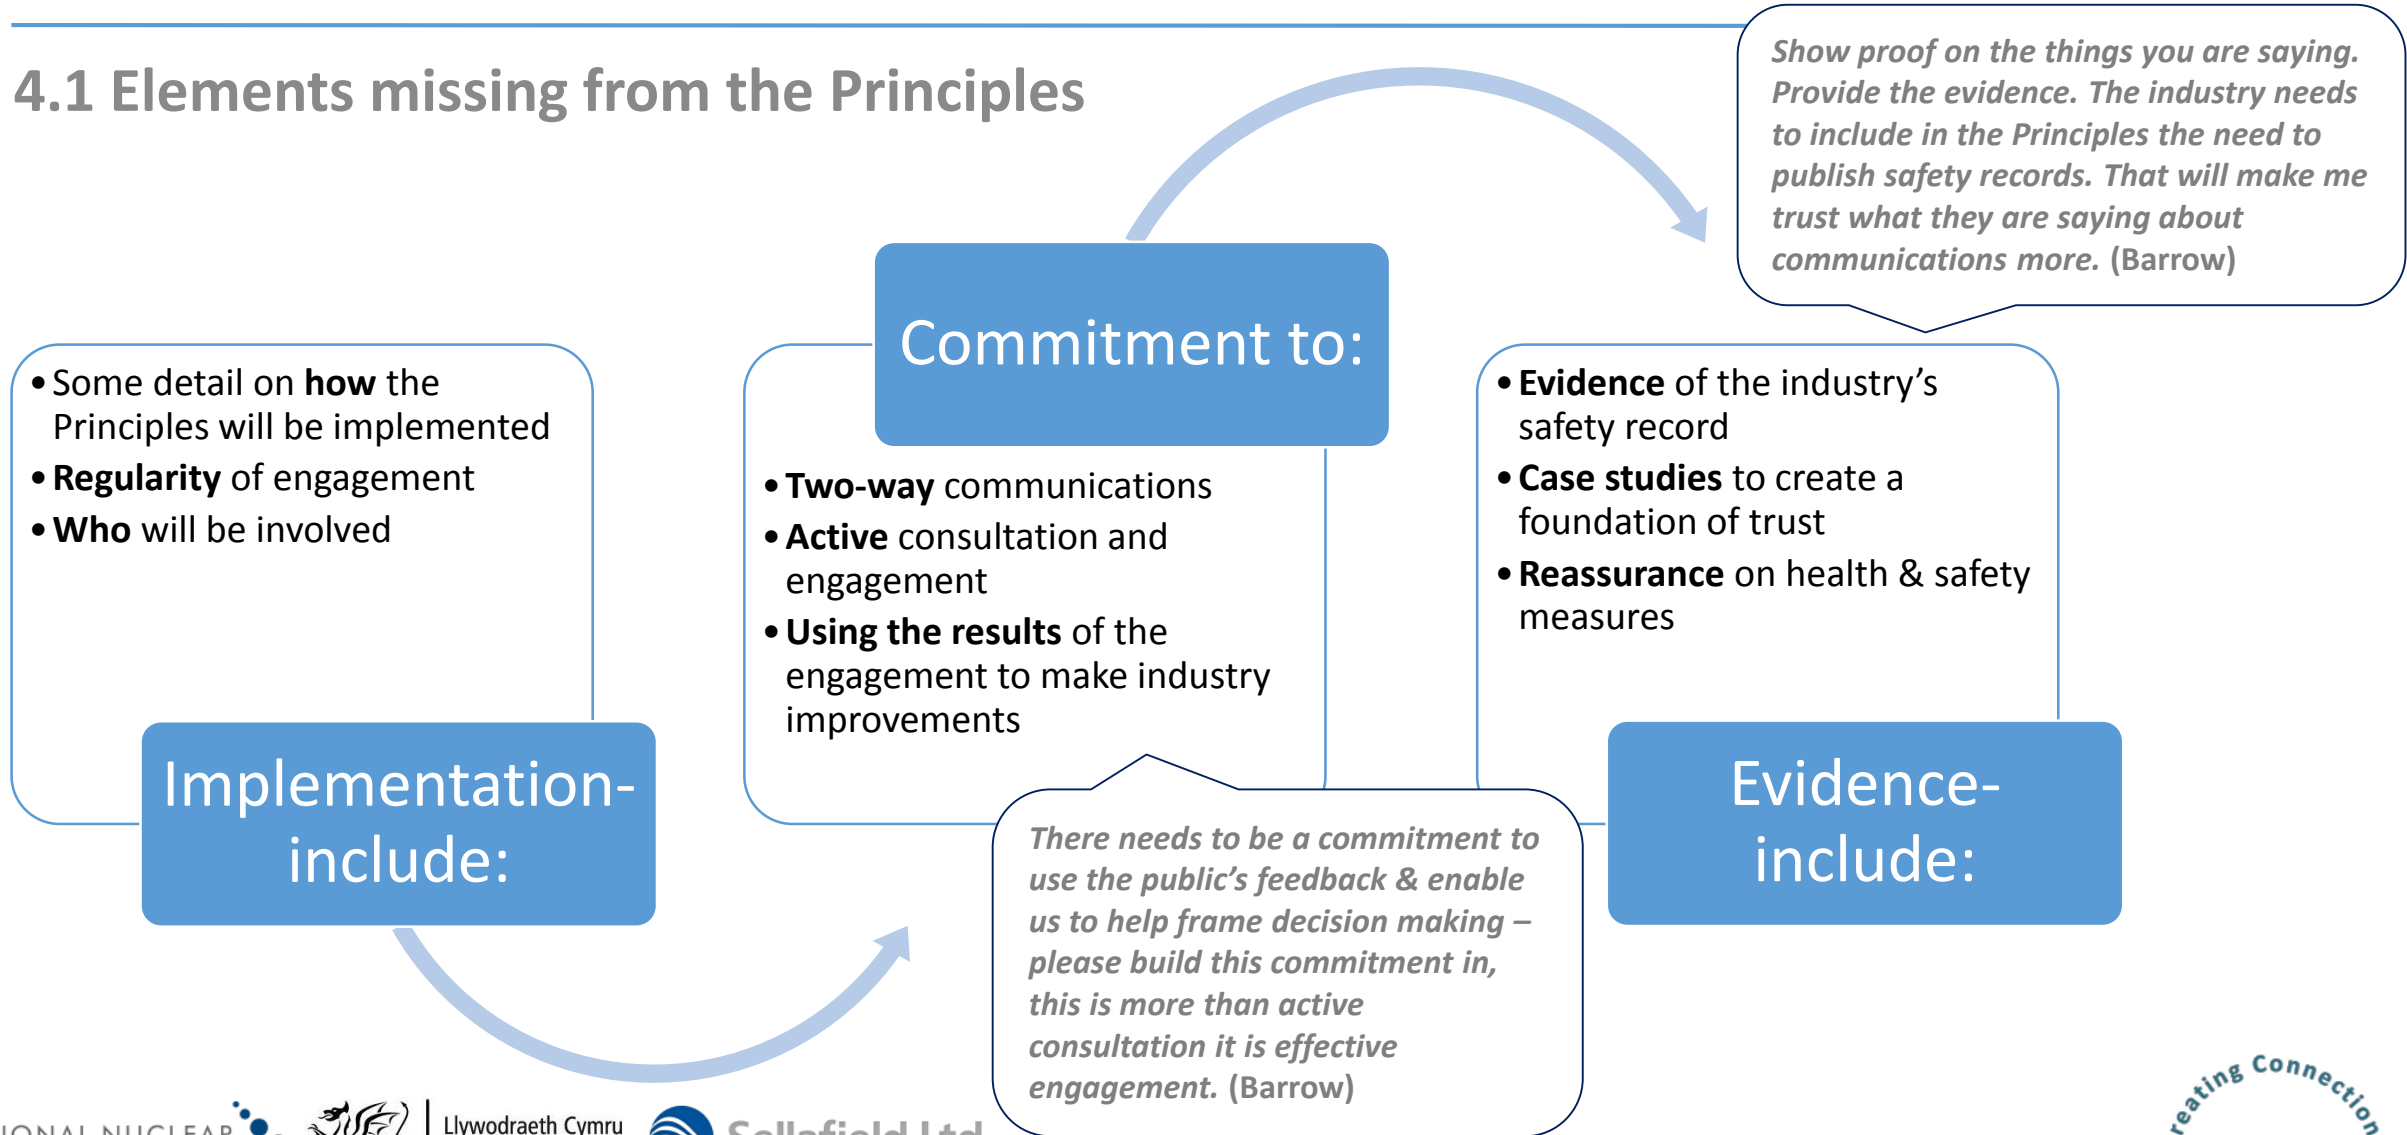 4.1 Elements missing from the Principles
Show proof on the things you are saying.
Provide the evidence. The industry needs
to include in the Principles the need to
publish safety records. That will make me
trust what they are saying about
communications more. (Barrow)
•Some detail on how the
Principles will be implemented
•Regularity of engagement
•Who will be involved
Implementation-
include:
Commitment to:
•Two-way communications
•Active consultation and
engagement
•Using the results of the
engagement to make industry
improvements
There needs to be a commitment to
use the public's feedback & enable
us to help frame decision making –
please build this commitment in,
this is more than active
consultation it is effective
engagement. (Barrow)
•Evidence of the industry's
safety record
•Case studies to create a
foundation of trust
•Reassurance on health & safety
measures
Evidence-
include:
NUCLEAR
Llywodraeth Cymru
Sellafield Ltd